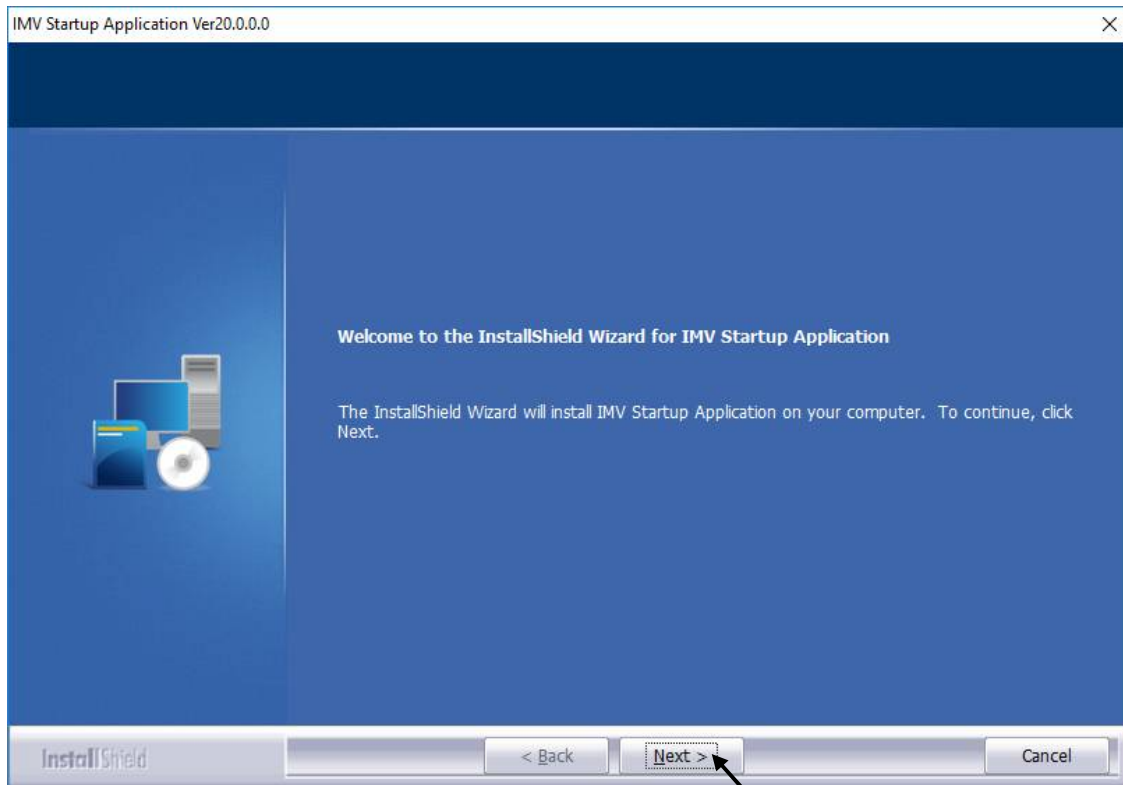 IMV Startup Application Ver20.0.0.0
Welcome to the InstallShield Wizard for IMV Startup Application
The InstallShield Wizard will install IMV Startup Application on your computer. To continue, click
Next.
InstallShield
< Back
Next >
Cancel